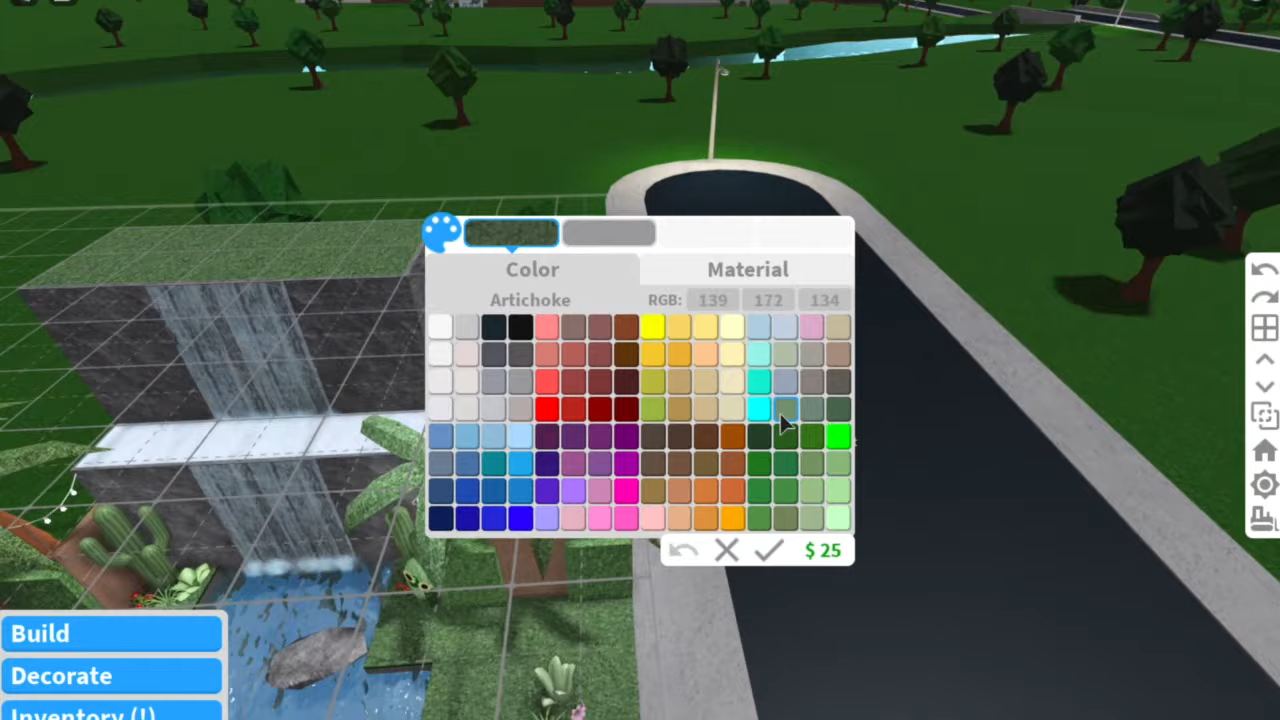 Color
Material
Artichoke
RGB: 139 172 134
$ 25
Build
Decorate
Inventory (!)